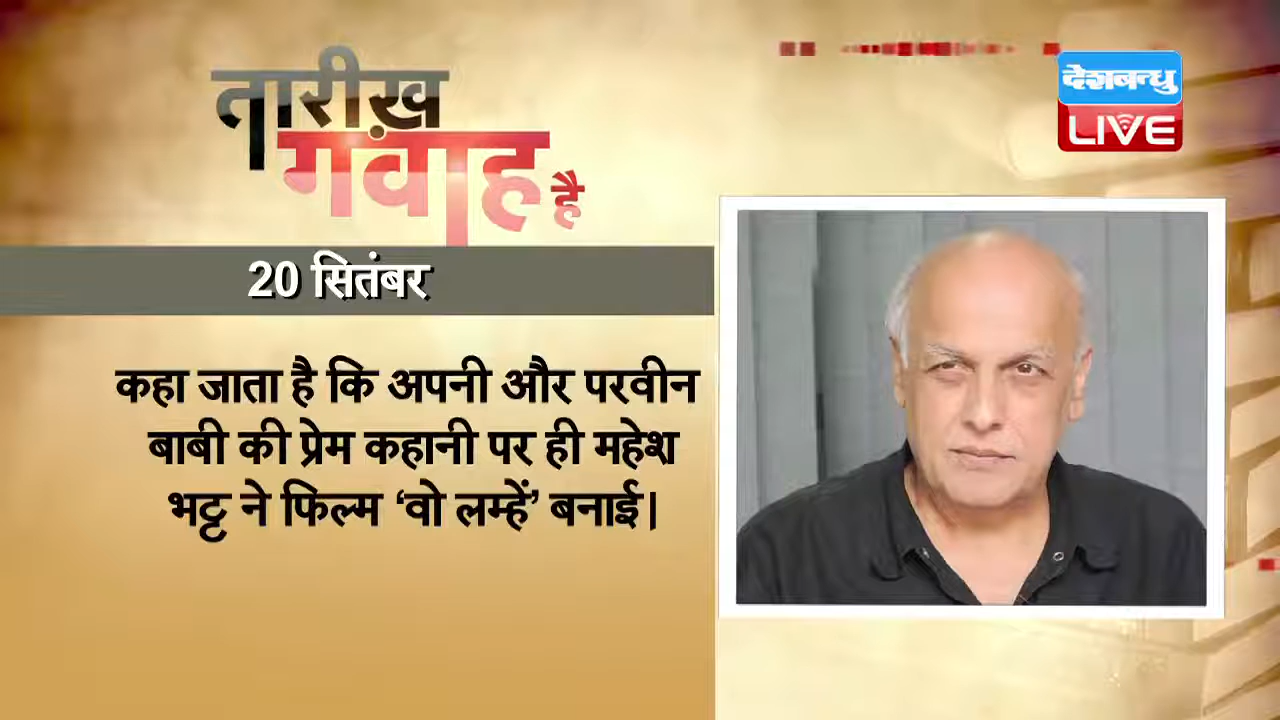 तारीख़
गवाह है
देशबन्धु
LIVE
20 सितंबर
कहा जाता है कि अपनी और परवीन
बाबी की प्रेम कहानी पर ही महेश
भट्ट ने फिल्म ‘वो लम्हें’ बनाई।